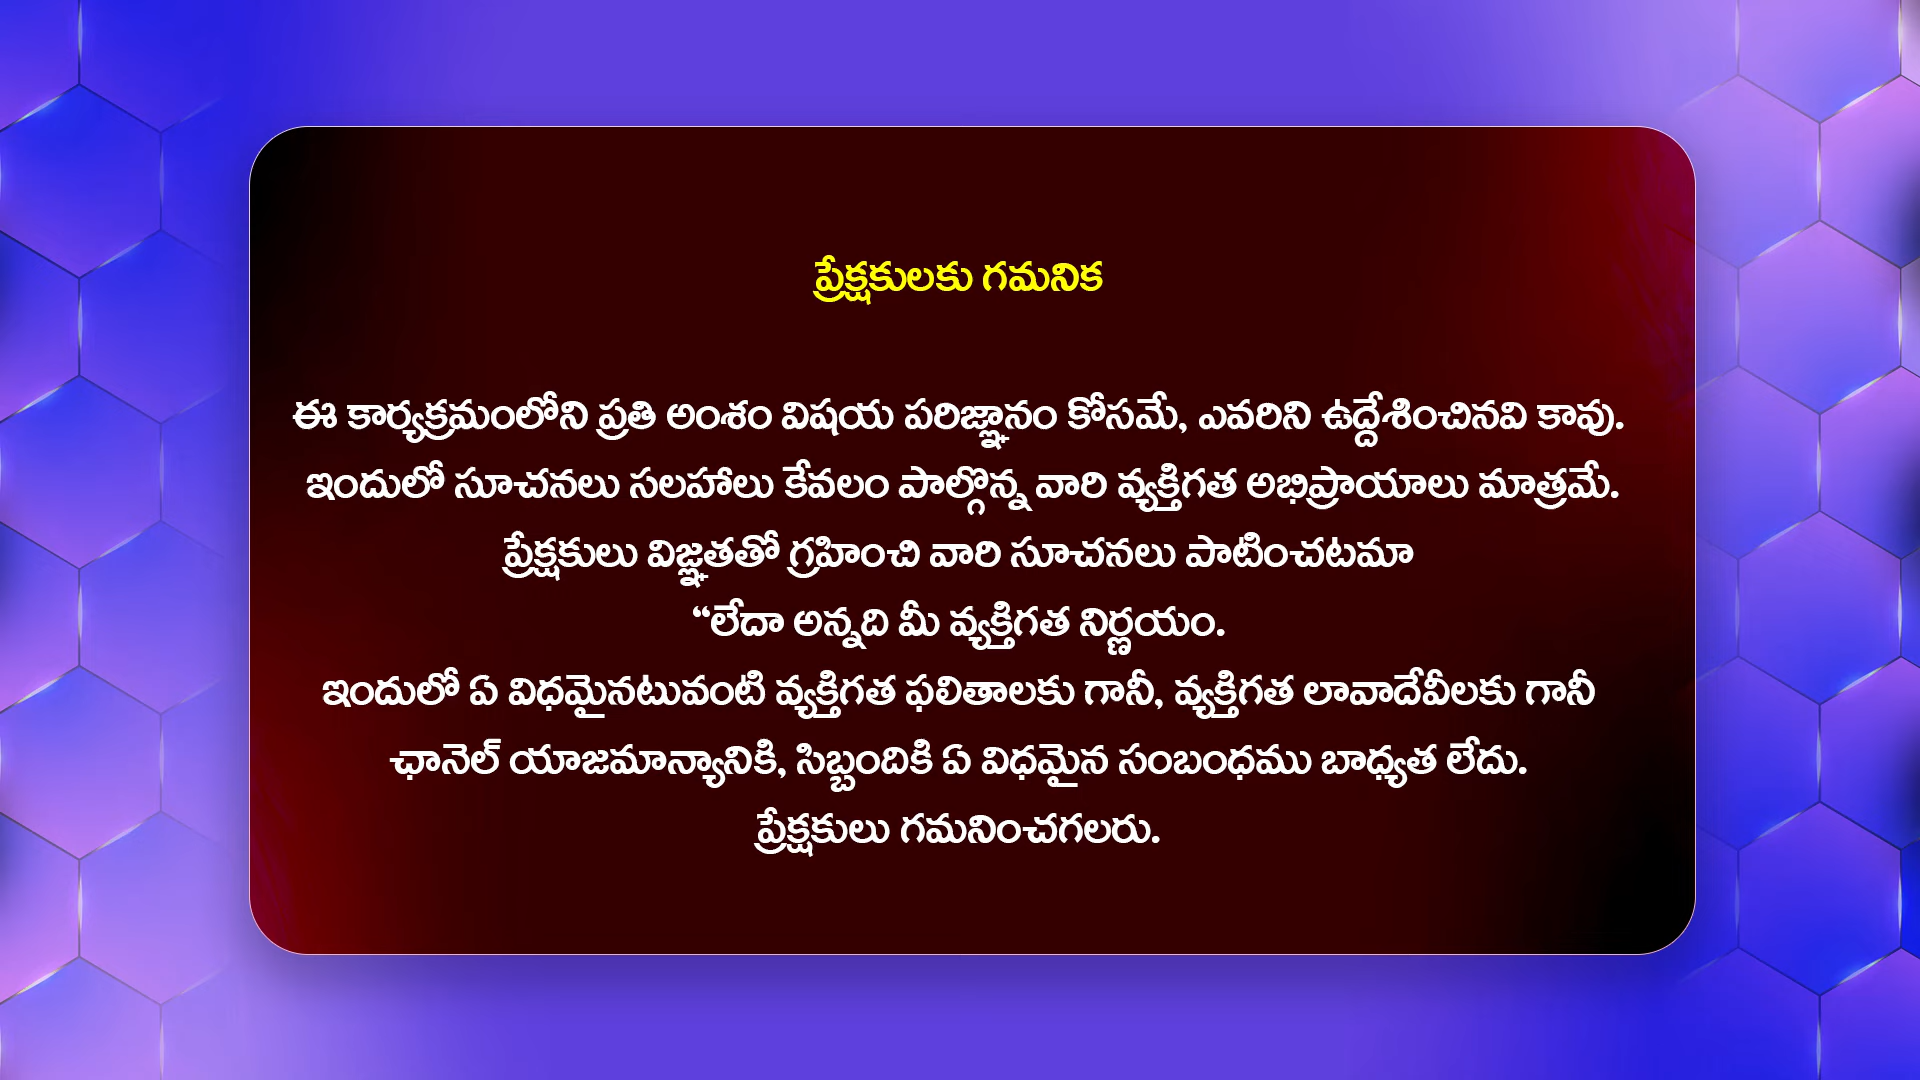 ప్రేక్షకులకు గమనిక
ఈ కార్యక్రమంలోని ప్రతి అంశం విషయ పరిజ్ఞానం కోసమే, ఎవరిని ఉద్దేశించినవి కావు.
ఇందులో సూచనలు సలహాలు కేవలం పాల్గొన్న వారి వ్యక్తిగత అభిప్రాయాలు మాత్రమే.
ప్రేక్షకులు విజ్ఞతతో గ్రహించి వారి సూచనలు పాటించటమా
“లేదా అన్నది మీ వ్యక్తిగత నిర్ణయం.
ఇందులో ఏ విధమైనటువంటి వ్యక్తిగత ఫలితాలకు గానీ, వ్యక్తిగత లావాదేవీలకు గానీ
ఛానెల్ యాజమాన్యానికి, సిబ్బందికి ఏ విధమైన సంబంధము బాధ్యత లేదు.
ప్రేక్షకులు గమనించగలరు.